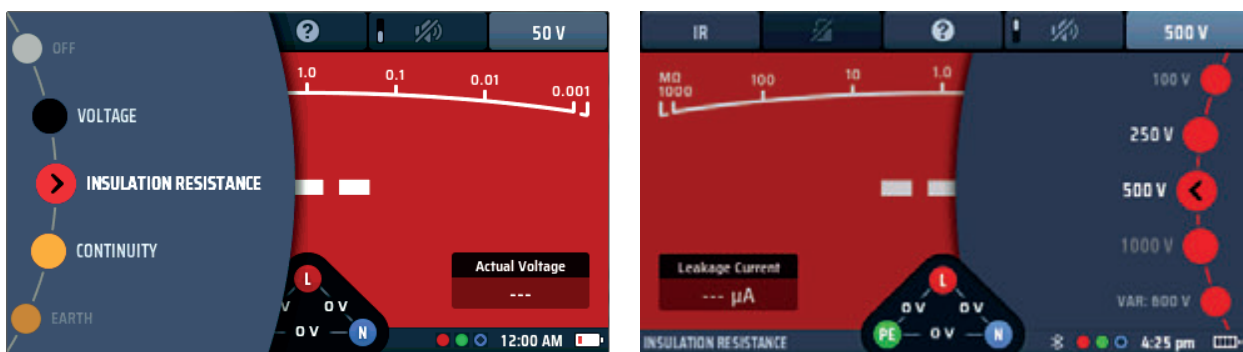 OFF
VOLTAGE
INSULATION RESISTANCE
CONTINUITY
EARTH
?
50 V
1.0 0.1 0.01 0.001
Actual Voltage
---
L
V 0 V
0 V N
12:00 AM
IR ? 500 V
MΩ
1000 100 10 1.0
100 V
250 V
500 V
1000 V
VAR: 600 V
Leakage Current
--- µA
L
0 V 0 V
PE 0 V N
INSULATION RESISTANCE
4:25 pm